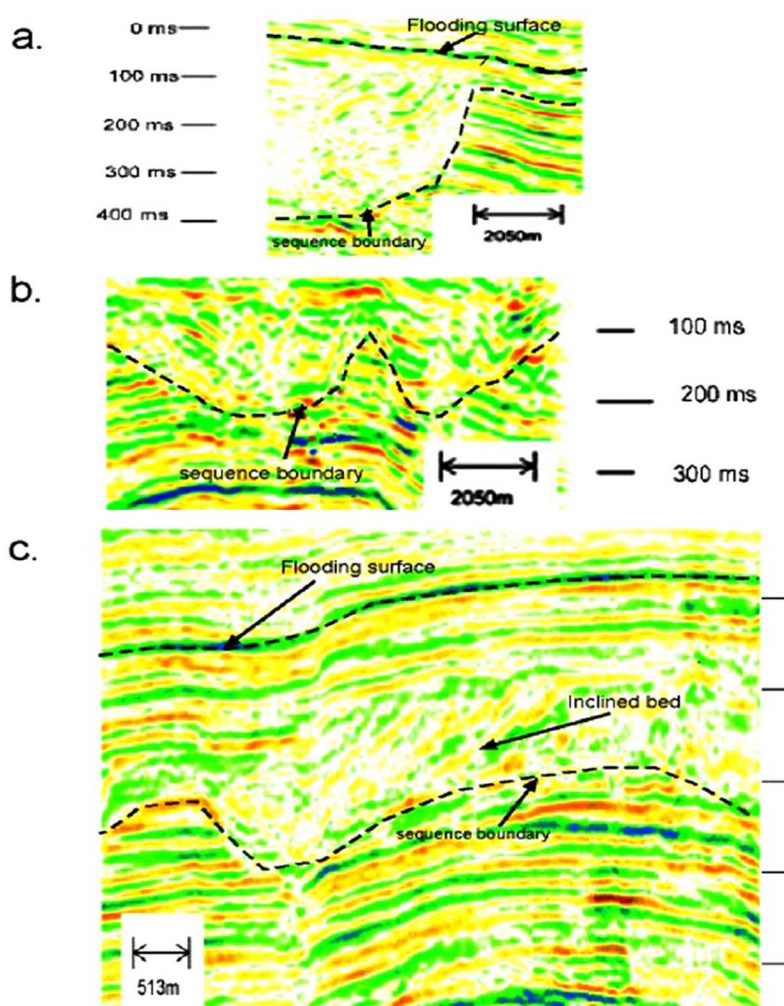 a.
0 ms
Flooding surface
100 ms
200 ms
300 ms
400 ms
sequence boundary
2050m
b.
100 ms
200 ms
300 ms
sequence boundary
2050m
c.
Flooding surface
Inclined bed
sequence boundary
513m